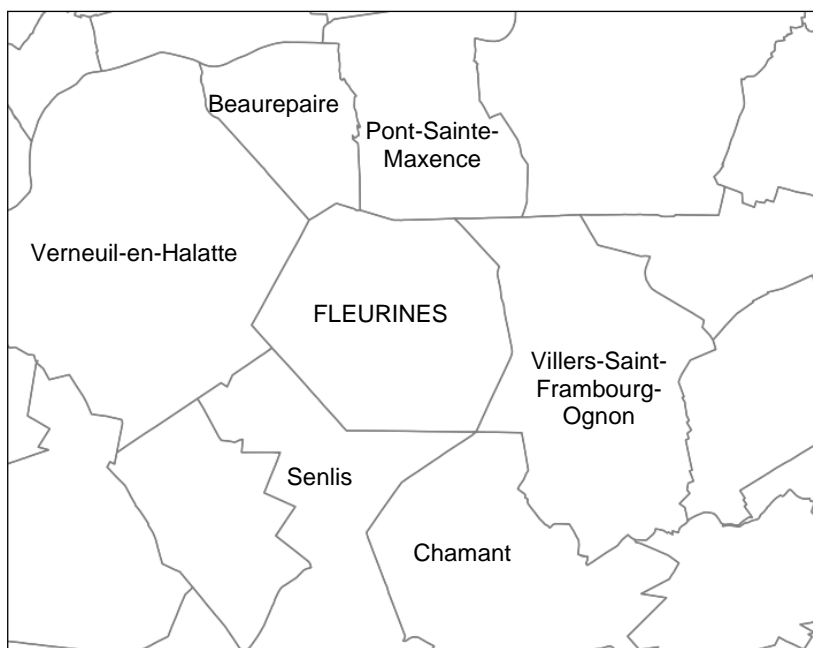 Beaurepaire
Pont-Sainte-
Maxence
Verneuil-en-Halatte
FLEURINES
Villers-Saint-
Frambourg-
Ognon
Senlis
Chamant